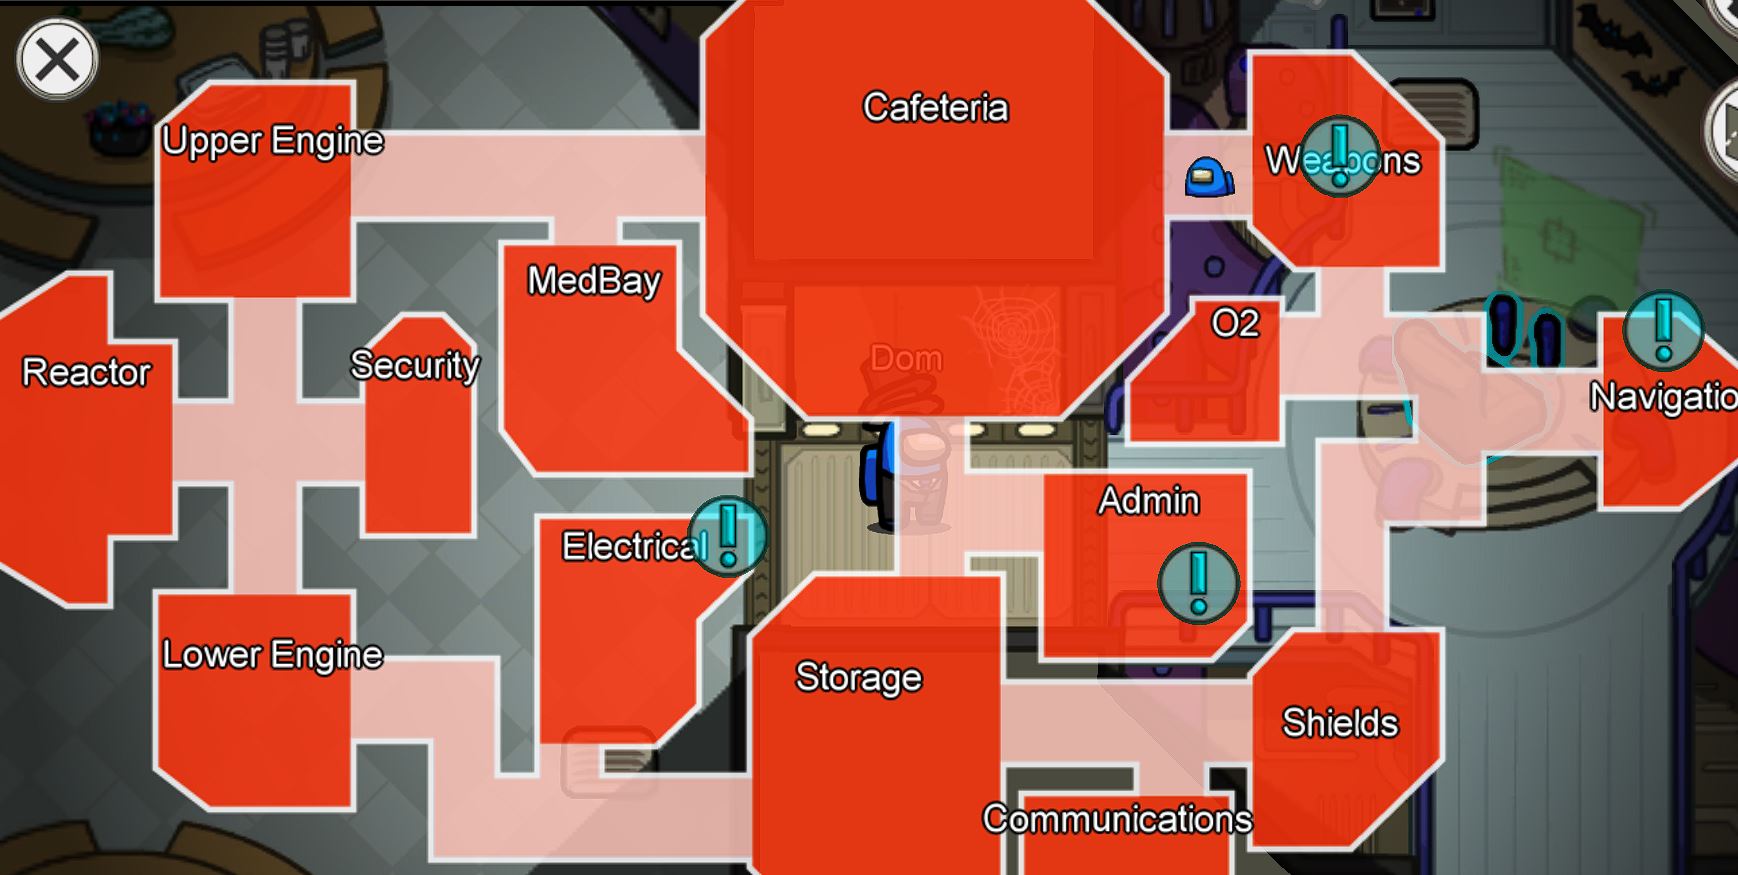 Cafeteria
Upper Engine
Weapons
MedBay
O2
Security
Reactor
Dom
Navigatio
Admin
Electrical
Lower Engine
Storage
Shields
Communications